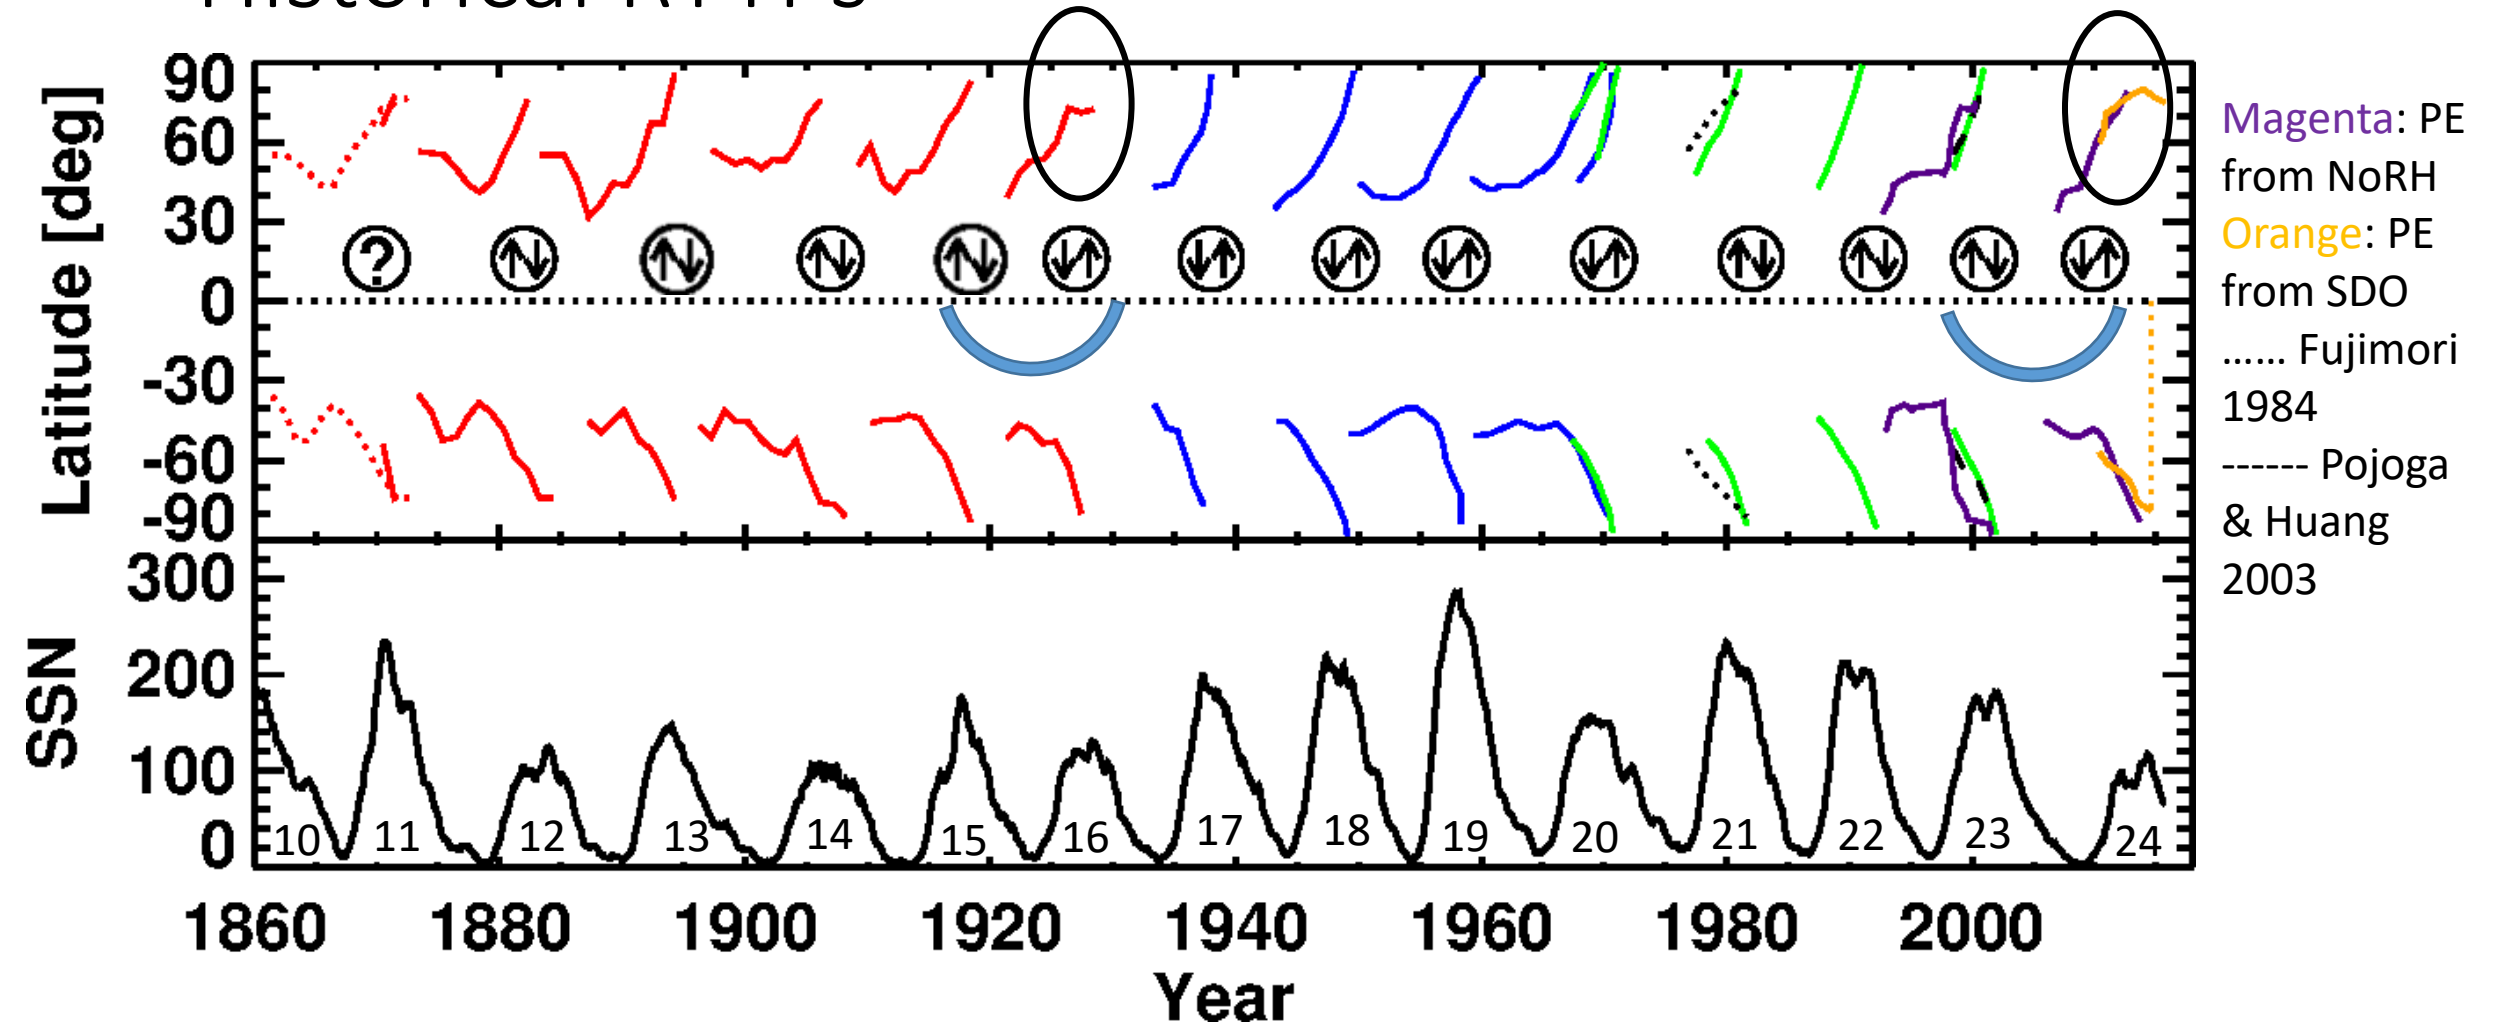 90
60
30
0
-30
-60
-90
Latitude [deg]
?
300
200
100
0
SSN
10 11 12 13 14 15 16 17 18 19 20 21 22 23 24
1860 1880 1900 1920 1940 1960 1980 2000
Year
Magenta: PE
from NoRH
Orange: PE
from SDO
...... Fujimori
1984
------ Pojoga
& Huang
2003